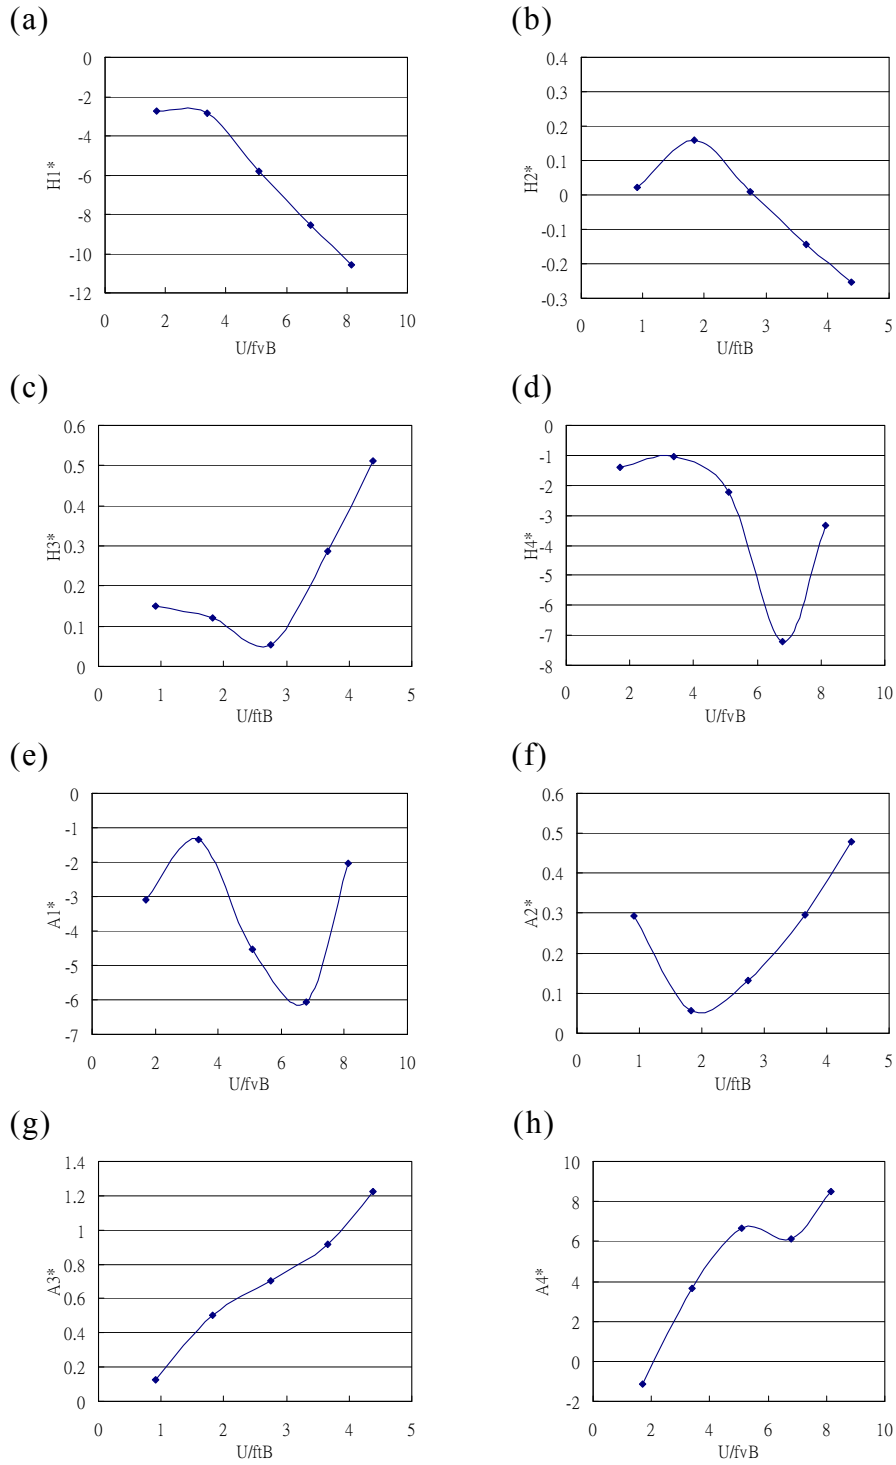 (a)
0
-2
-4
-6
-8
-10
-12
H1*
0 2 4 6 8 10
U/fvB
(b)
0.4
0.3
0.2
0.1
0
-0.1
-0.2
-0.3
H2*
0 1 2 3 4 5
U/ftB
(c)
0.6
0.5
0.4
0.3
0.2
0.1
0
H3*
0 1 2 3 4 5
U/ftB
(d)
0
-1
-2
-3
-4
-5
-6
-7
-8
H4*
0 2 4 6 8 10
U/fvB
(e)
0
-1
-2
-3
-4
-5
-6
-7
A1*
0 2 4 6 8 10
U/fvB
(f)
0.6
0.5
0.4
0.3
0.2
0.1
0
A2*
0 1 2 3 4 5
U/ftB
(g)
1.4
1.2
1
0.8
0.6
0.4
0.2
0
A3*
0 1 2 3 4 5
U/ftB
(h)
10
8
6
4
2
0
-2
A4*
0 2 4 6 8 10
U/fvB